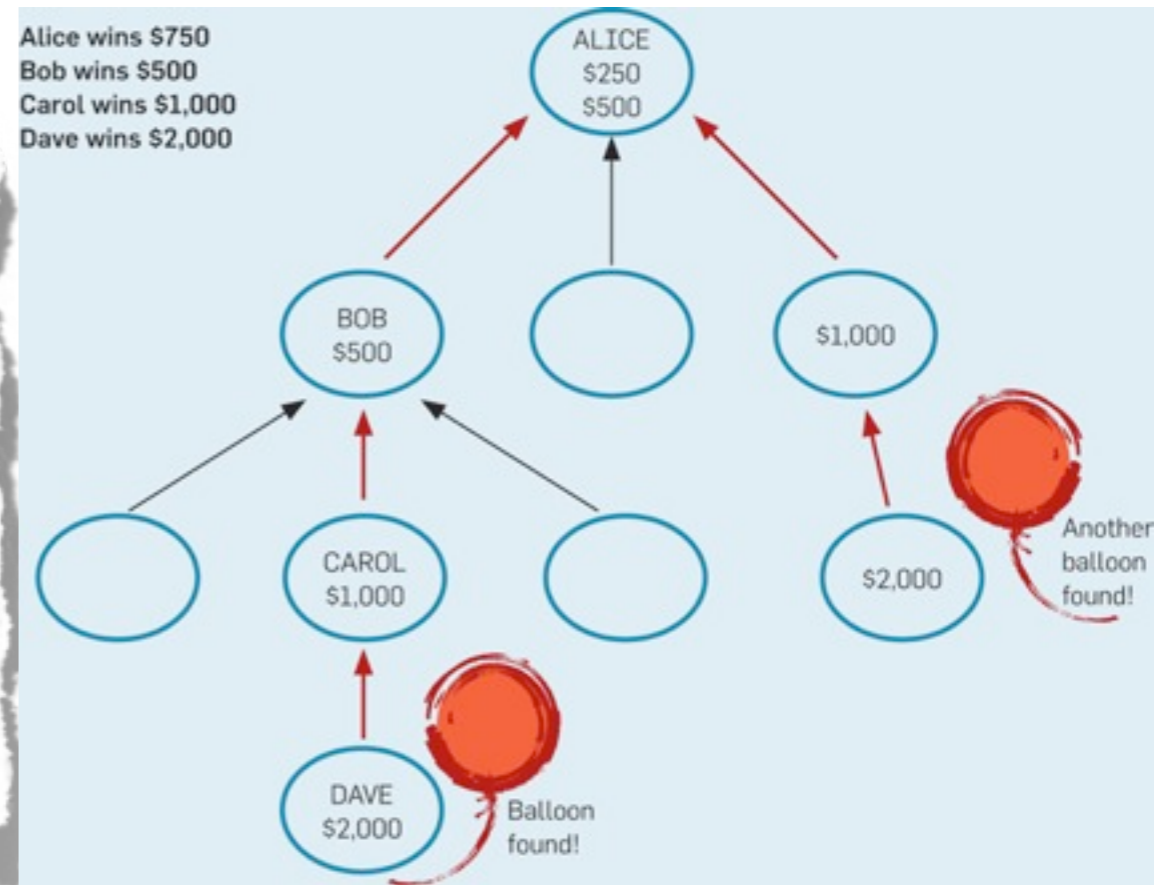 Alice wins $750
Bob wins $500
Carol wins $1,000
Dave wins $2,000
ALICE
$250
$500
BOB
$500
$1,000
CAROL
$1,000
$2,000
Another
balloon
found!
DAVE
$2,000
Balloon
found!